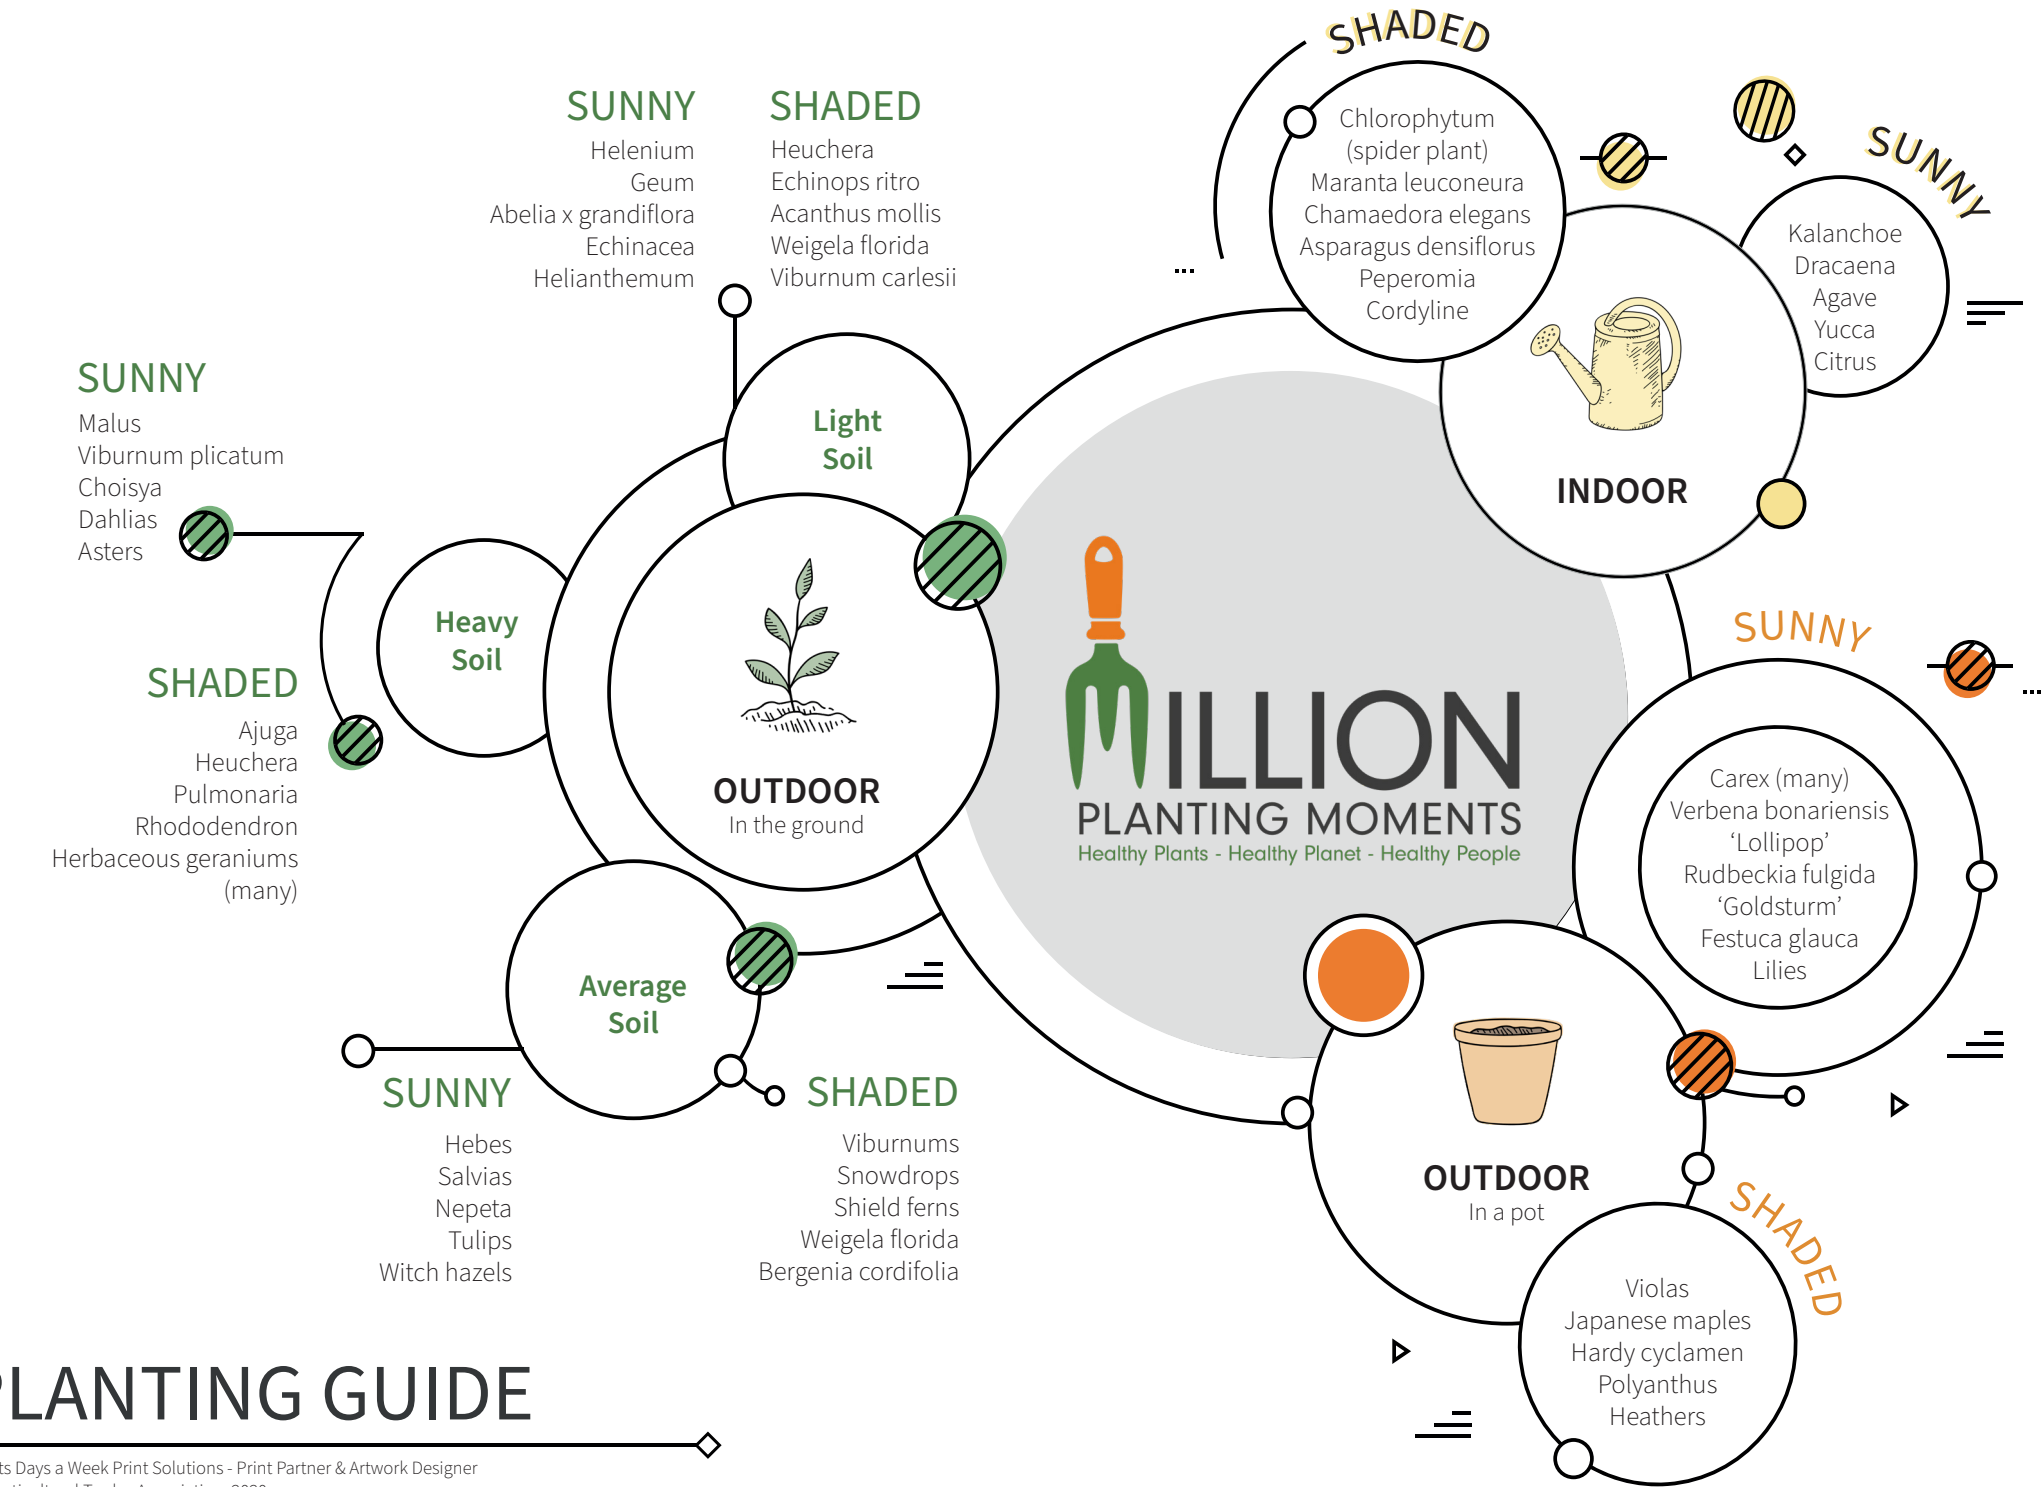 SHADED
Chlorophytum
(spider plant)
Maranta leuconeura
Chamaedora elegans
Asparagus densiflorus
Peperomia
Cordyline
SUNNY
Kalanchoe
Dracaena
Agave
Yucca
Citrus
INDOOR
SUNNY
Helenium
Geum
Abelia x grandiflora
Echinacea
Helianthemum
SHADED
Heuchera
Echinops ritro
Acanthus mollis
Weigela florida
Viburnum carlesii
Light
Soil
SUNNY
Malus
Viburnum plicatum
Choisya
Dahlias
Asters
Heavy
Soil
SHADED
Ajuga
Heuchera
Pulmonaria
Rhododendron
Herbaceous geraniums
(many)
OUTDOOR
In the ground
MILLION
PLANTING MOMENTS
Healthy Plants - Healthy Planet - Healthy People
SUNNY
Carex (many)
Verbena bonariensis
‘Lollipop’
Rudbeckia fulgida
‘Goldsturm’
Festuca glauca
Lilies
Average
Soil
SUNNY
Hebes
Salvias
Nepeta
Tulips
Witch hazels
SHADED
Viburnums
Snowdrops
Shield ferns
Weigela florida
Bergenia cordifolia
OUTDOOR
In a pot
SHADED
Violas
Japanese maples
Hardy cyclamen
Polyanthus
Heathers
PLANTING GUIDE
Days a Week Print Solutions - Print Partner & Artwork Designer